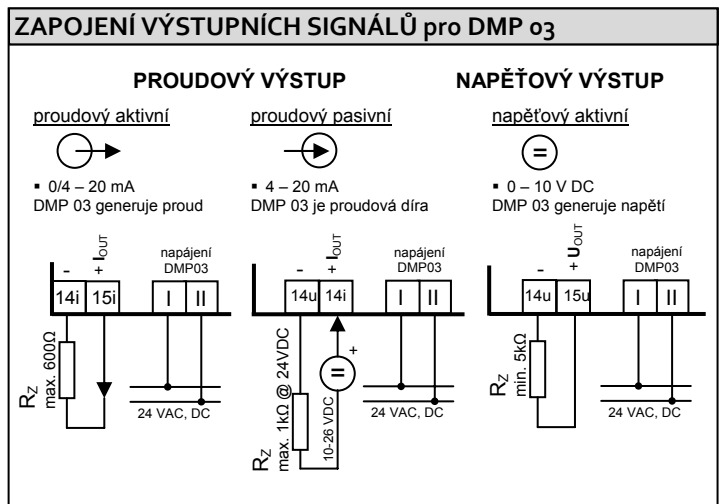 ZAPOJENÍ VÝSTUPNÍCH SIGNÁLŮ pro DMP 03
PROUDOVÝ VÝSTUP
NAPĚŤOVÝ VÝSTUP
proudový aktivní
▪ 0/4 – 20 mA
DMP 03 generuje proud
- + IOUT
napájení
DMP03
14i 15i I II
RZ
max. 600Ω
24 VAC, DC
proudový pasivní
▪ 4 – 20 mA
DMP 03 je proudová díra
- + IOUT
napájení
DMP03
14u 14i I II
+
=
RZ
max. 1kΩ @ 24VDC
10-26 VDC
24 VAC, DC
napěťový aktivní
=
▪ 0 – 10 V DC
DMP 03 generuje napětí
- + UOUT
napájení
DMP03
14u 15u I II
RZ
min. 5kΩ
24 VAC, DC